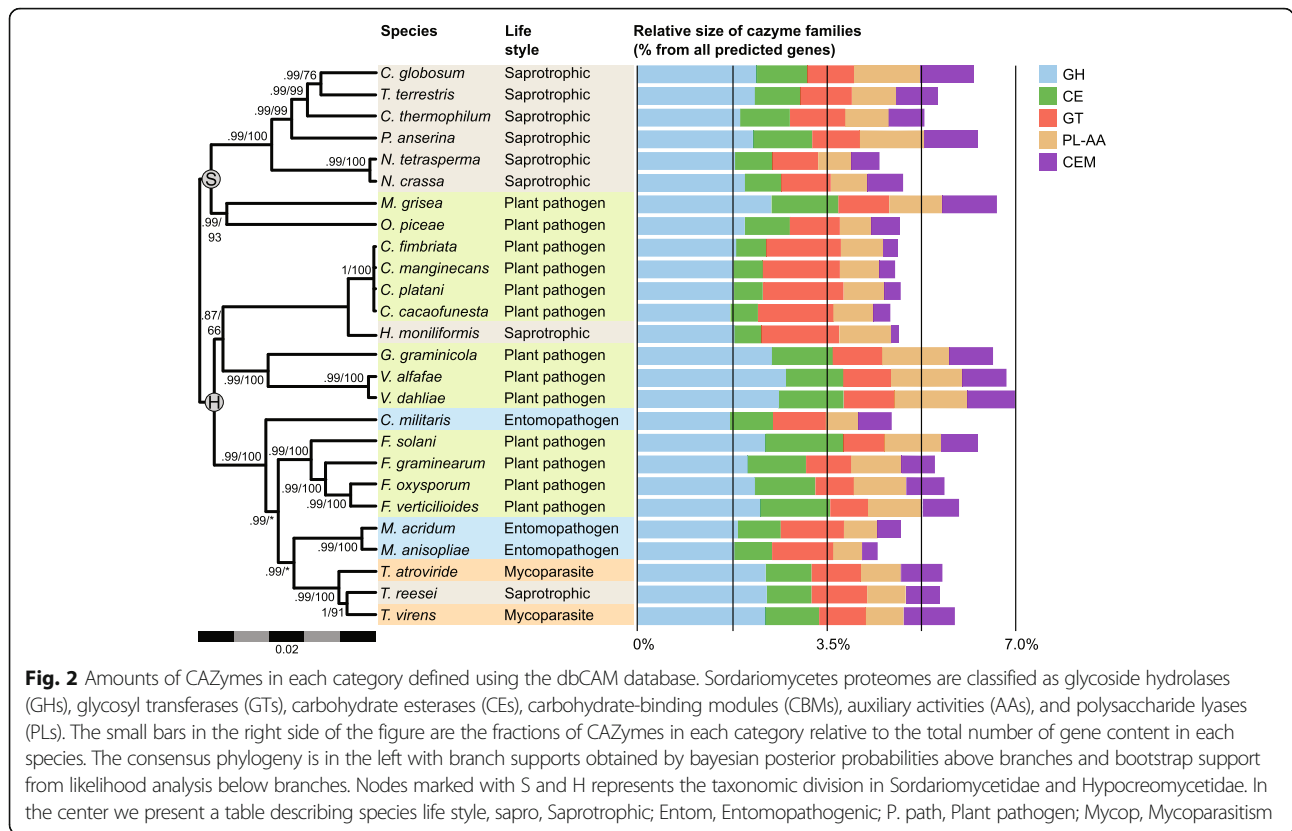 Species Life style Relative size of cazyme families (% from all predicted genes)
C. globosum Saprotrophic
T. terrestris Saprotrophic
C. thermophilum Saprotrophic
P. anserina Saprotrophic
N. tetrasperma Saprotrophic
N. crassa Saprotrophic
M. grisea Plant pathogen
O. piceae Plant pathogen
C. fimbriata Plant pathogen
C. manginecans Plant pathogen
C. platani Plant pathogen
C. cacaofunesta Plant pathogen
H. moniliformis Saprotrophic
G. graminicola Plant pathogen
V. alfafae Plant pathogen
V. dahliae Plant pathogen
C. militaris Entomopathogen
F. solani Plant pathogen
F. graminearum Plant pathogen
F. oxysporum Plant pathogen
F. verticilioides Plant pathogen
M. acridum Entomopathogen
M. anisopliae Entomopathogen
T. atroviride Mycoparasite
T. reesei Saprotrophic
T. virens Mycoparasite
.99/76
.99/99
.99/99
.99/100
.99/100
S
.99/
93
1/100
.87/
66
.99/100
.99/100
H
.99/100
.99/100
.99/100
.99/100
.99/*
.99/100
.99/*
.99/100
1/91
0.02
0% 3.5% 7.0%
GH
CE
GT
PL-AA
CEM
Fig. 2 Amounts of CAZymes in each category defined using the dbCAM database. Sordariomycetes proteomes are classified as glycoside hydrolases
(GHs), glycosyl transferases (GTs), carbohydrate esterases (CEs), carbohydrate-binding modules (CBMs), auxiliary activities (AAs), and polysaccharide lyases
(PLs). The small bars in the right side of the figure are the fractions of CAZymes in each category relative to the total number of gene content in each
species. The consensus phylogeny is in the left with branch supports obtained by bayesian posterior probabilities above branches and bootstrap support
from likelihood analysis below branches. Nodes marked with S and H represents the taxonomic division in Sordariomycetidae and Hypocreomycetidae. In
the center we present a table describing species life style, sapro, Saprotrophic; Entom, Entomopathogenic; P. path, Plant pathogen; Mycop, Mycoparasitism